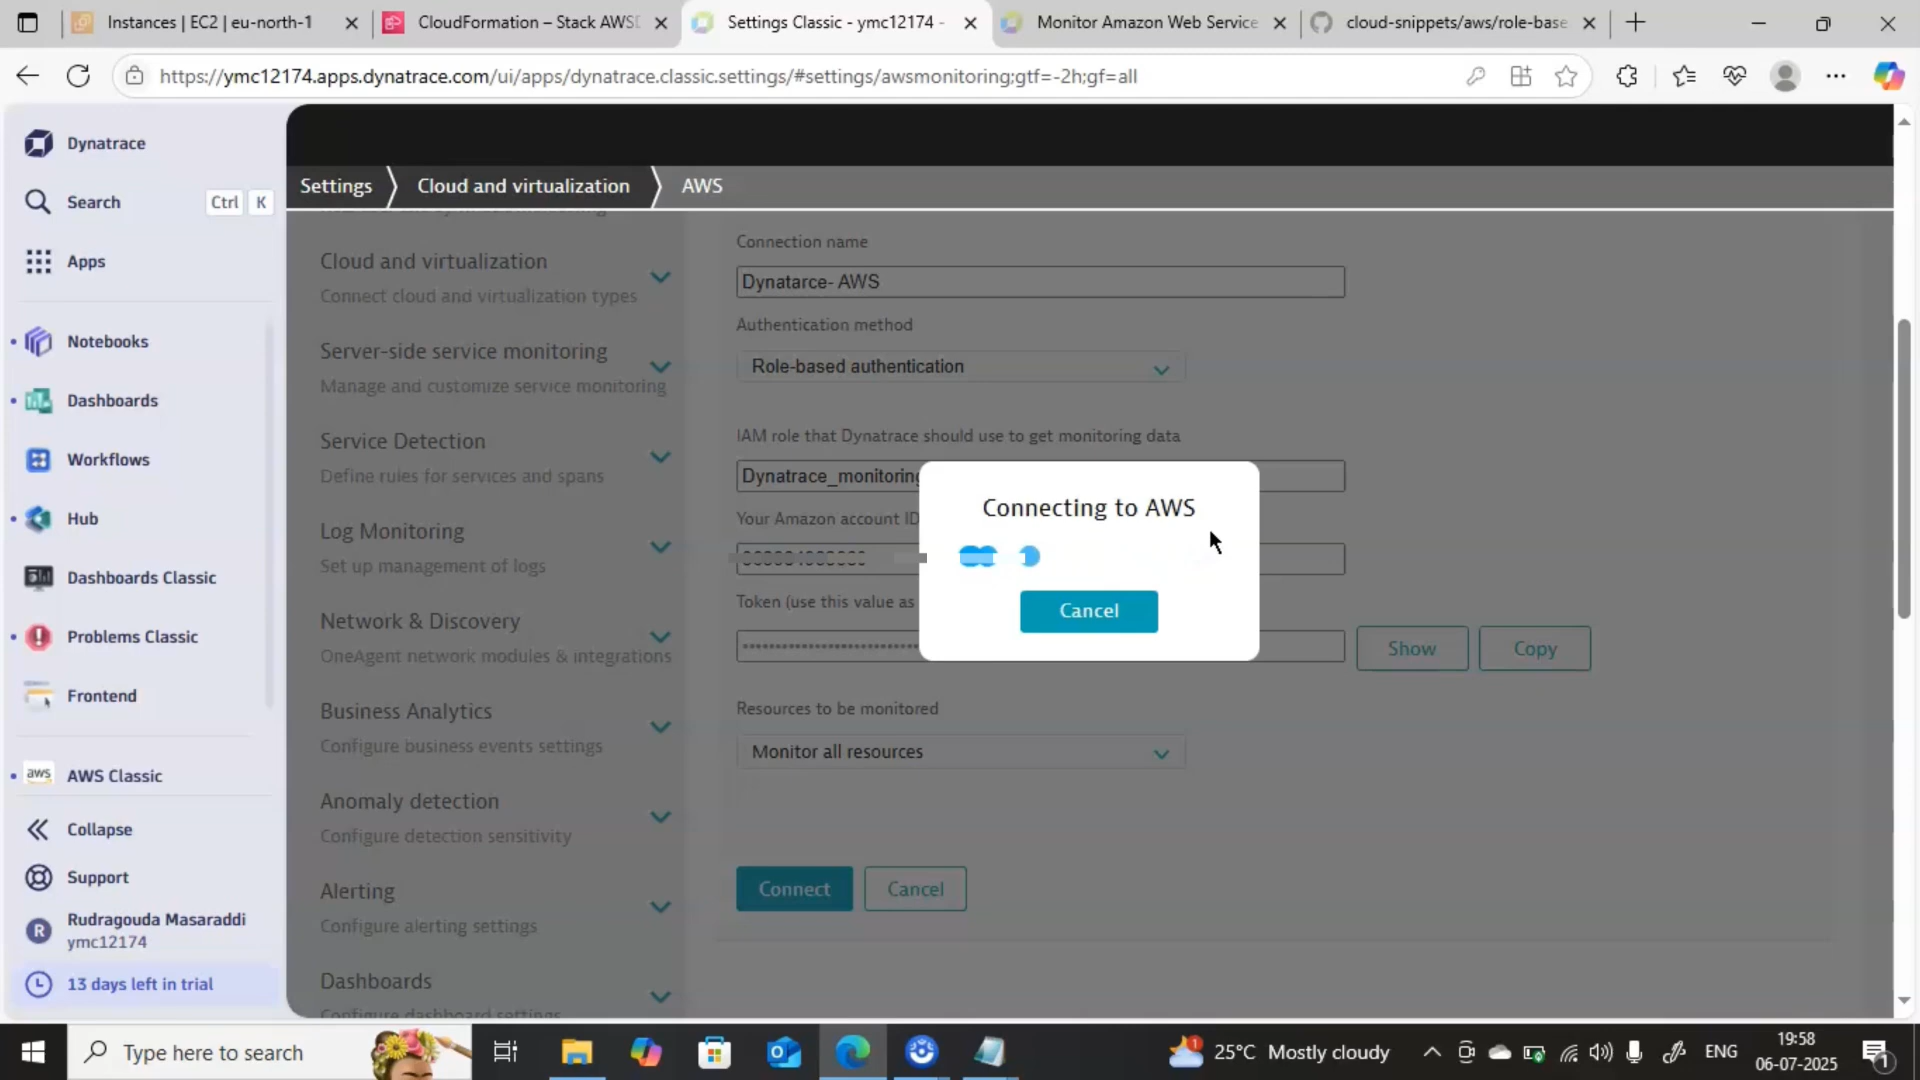 Instances | EC2 | eu-north-1
CloudFormation – Stack AWS
Settings Classic - ymc12174 -
Monitor Amazon Web Service
cloud-snippets/aws/role-base
https://ymc12174.apps.dynatrace.com/ui/apps/dynatrace.classic.settings/#settings/awsmonitoring;gtf=-2h;gf=all
Dynatrace
Search
Ctrl K
Apps
Notebooks
Dashboards
Workflows
Hub
Dashboards Classic
Problems Classic
Frontend
aws AWS Classic
Collapse
Support
R
Rudragouda Masaraddi
ymc12174
13 days left in trial
Settings
Cloud and virtualization
AWS
Cloud and virtualization
Connect cloud and virtualization types
Server-side service monitoring
Manage and customize service monitoring
Service Detection
Define rules for services and spans
Log Monitoring
Set up management of logs
Network & Discovery
OneAgent network modules & integrations
Business Analytics
Configure business events settings
Anomaly detection
Configure detection sensitivity
Alerting
Configure alerting settings
Dashboards
Configure dashboard settings
Connection name
Dynatarce- AWS
Authentication method
Role-based authentication
IAM role that Dynatrace should use to get monitoring data
Dynatrace_monitoring
Your Amazon account ID
Token (use this value as
Show
Copy
Resources to be monitored
Monitor all resources
Connect
Cancel
Connecting to AWS
Cancel
Type here to search
25°C Mostly cloudy
ENG
19:58
06-07-2025
1
1